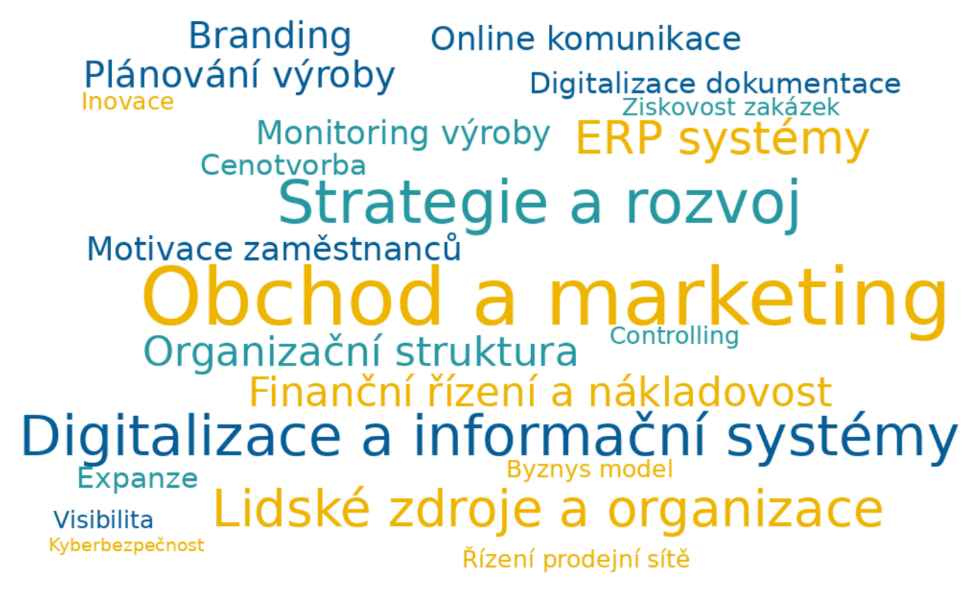 Branding
Online komunikace
Plánování výroby
Digitalizace dokumentace
Inovace
Ziskovost zakázek
Monitoring výroby
ERP systémy
Cenotvorba
Strategie a rozvoj
Motivace zaměstnanců
Obchod a marketing
Controlling
Organizační struktura
Finanční řízení a nákladovost
Digitalizace a informační systémy
Byznys model
Expanze
Lidské zdroje a organizace
Visibilita
Kyberbezpečnost
Řízení prodejní sítě